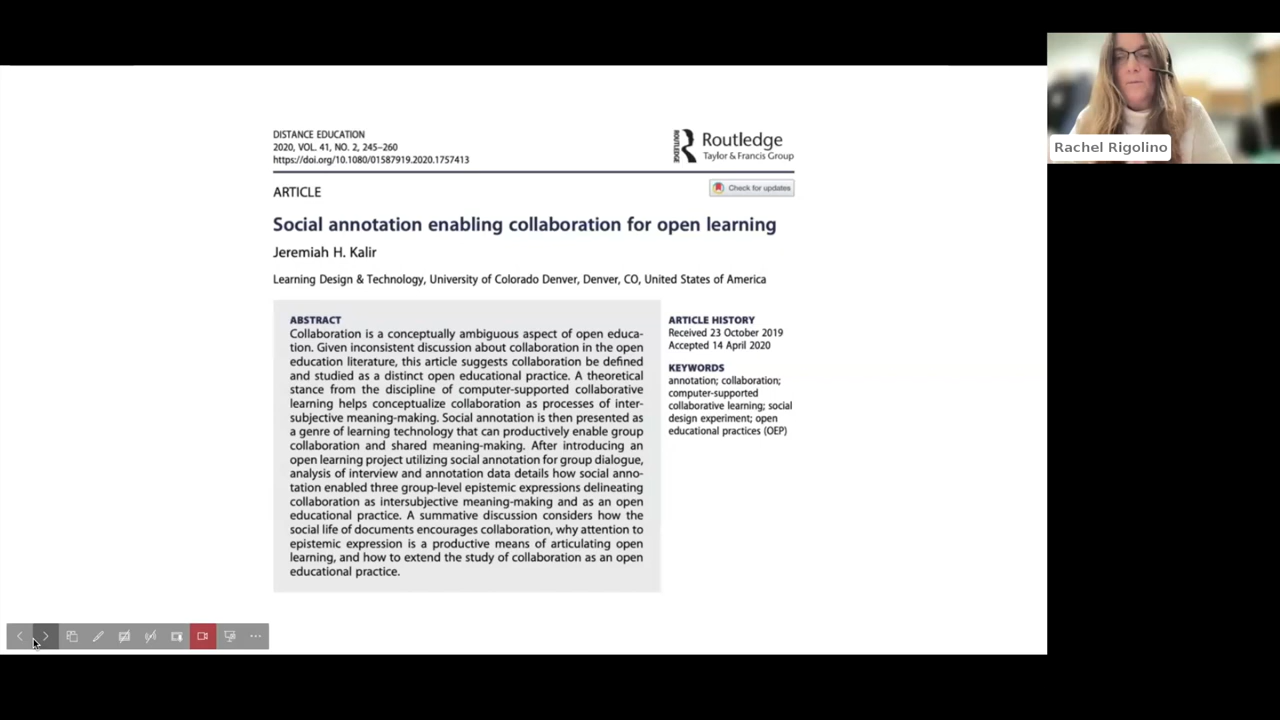 DISTANCE EDUCATION
2020, VOL. 41, NO. 2, 245–260
https://doi.org/10.1080/01587919.2020.1757413
ROUTLEDGE
Routledge
Taylor & Francis Group
Check for updates
ARTICLE
Social annotation enabling collaboration for open learning
Jeremiah H. Kalir
Learning Design & Technology, University of Colorado Denver, Denver, CO, United States of America
ABSTRACT
Collaboration is a conceptually ambiguous aspect of open educa-
tion. Given inconsistent discussion about collaboration in the open
education literature, this article suggests collaboration be defined
and studied as a distinct open educational practice. A theoretical
stance from the discipline of computer-supported collaborative
learning helps conceptualize collaboration as processes of inter-
subjective meaning-making. Social annotation is then presented as
a genre of learning technology that can productively enable group
collaboration and shared meaning-making. After introducing an
open learning project utilizing social annotation for group dialogue,
analysis of interview and annotation data details how social anno-
tation enabled three group-level epistemic expressions delineating
collaboration as intersubjective meaning-making and as an open
educational practice. A summative discussion considers how the
social life of documents encourages collaboration, why attention to
epistemic expression is a productive means of articulating open
learning, and how to extend the study of collaboration as an open
educational practice.
ARTICLE HISTORY
Received 23 October 2019
Accepted 14 April 2020
KEYWORDS
annotation; collaboration;
computer-supported
collaborative learning; social
design experiment; open
educational practices (OEP)
Rachel Rigolino